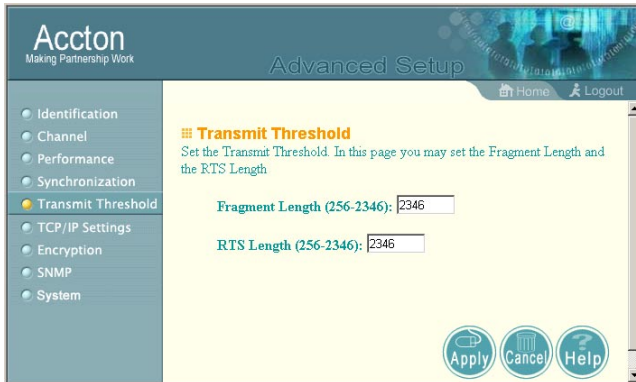 Accton
Making Partnership Work
Advanced Setup
Home Logout
Identification
Channel
Performance
Synchronization
Transmit Threshold
TCP/IP Settings
Encryption
SNMP
System
Transmit Threshold
Set the Transmit Threshold. In this page you may set the Fragment Length and
the RTS Length
Fragment Length (256-2346): 2346
RTS Length (256-2346): 2346
Apply Cancel Help